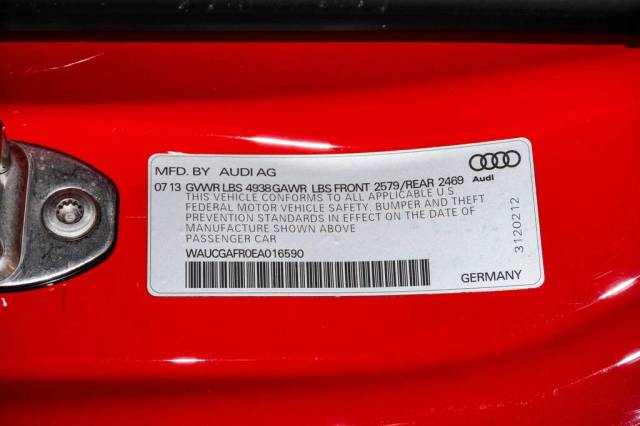 MFD. BY AUDI AG
07 13 GVWR LBS 4938 GAWR LBS FRONT 2579/REAR 2469
THIS VEHICLE CONFORMS TO ALL APPLICABLE U.S.
FEDERAL MOTOR VEHICLE SAFETY, BUMPER AND THEFT
PREVENTION STANDARDS IN EFFECT ON THE DATE OF
MANUFACTURE SHOWN ABOVE
PASSENGER CAR
WAUCGAFR0EA016590
Audi
3120212
GERMANY